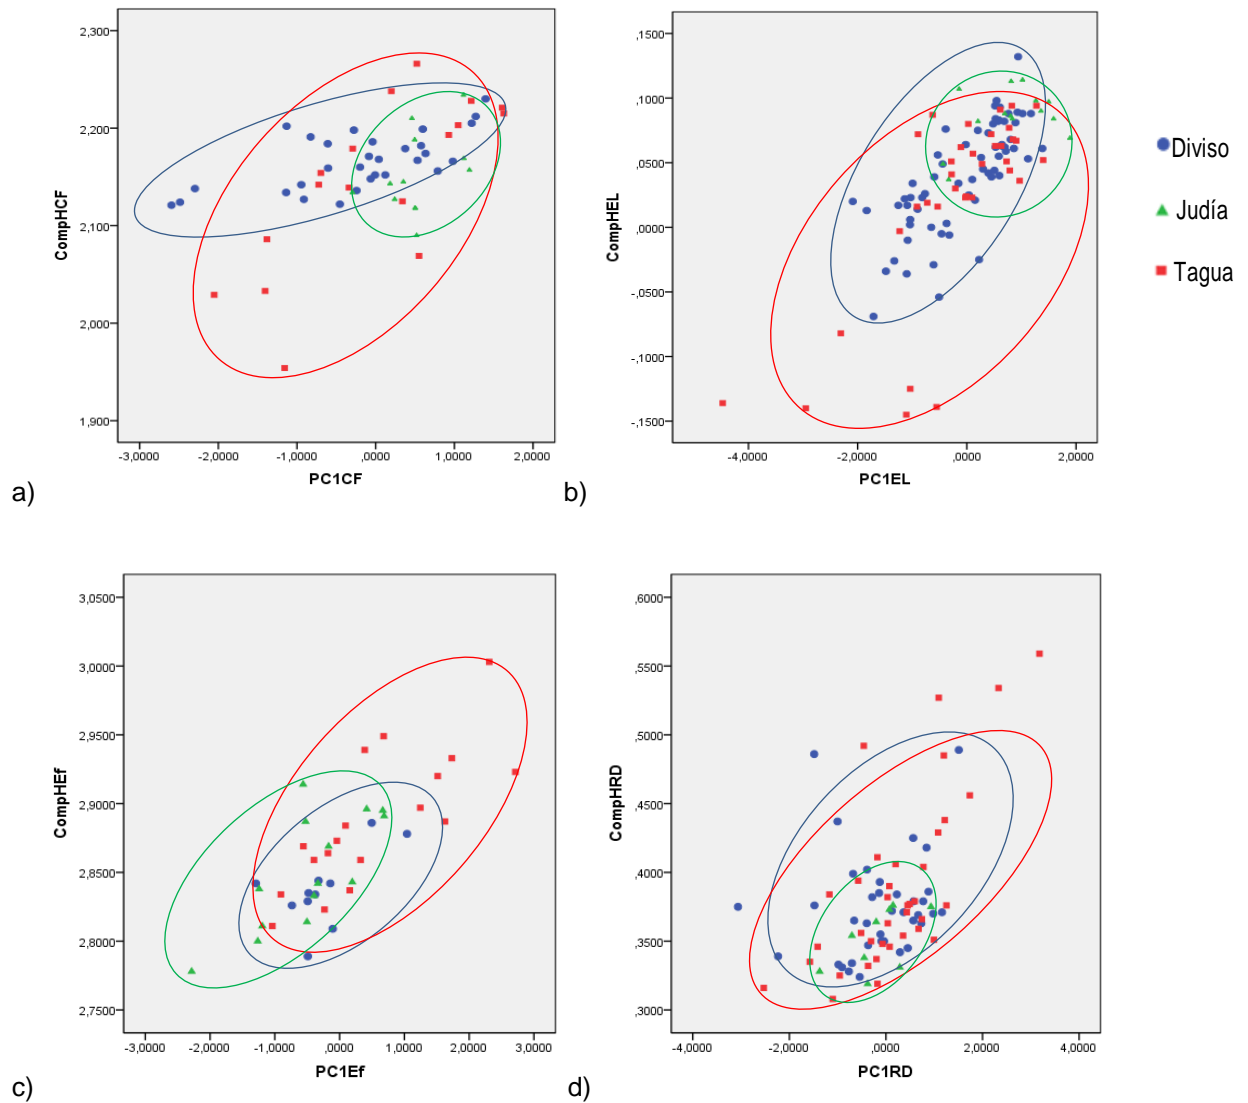 2,300
2,200
2,100
2,000
1,900
CompHCF
-3,0000 -2,0000 -1,0000 ,0000 1,0000 2,0000
PC1CF
a)
,1500
,1000
,0500
,0000
-,0500
-,1000
-,1500
CompHEL
-4,0000 -2,0000 ,0000 2,0000
PC1EL
b)
Diviso
Judía
Tagua
3,0500
3,0000
2,9500
2,9000
2,8500
2,8000
2,7500
CompHEf
-3,0000 -2,0000 -1,0000 ,0000 1,0000 2,0000 3,0000
PC1Ef
c)
,6000
,5500
,5000
,4500
,4000
,3500
,3000
CompHRD
-4,0000 -2,0000 ,0000 2,0000 4,0000
PC1RD
d)